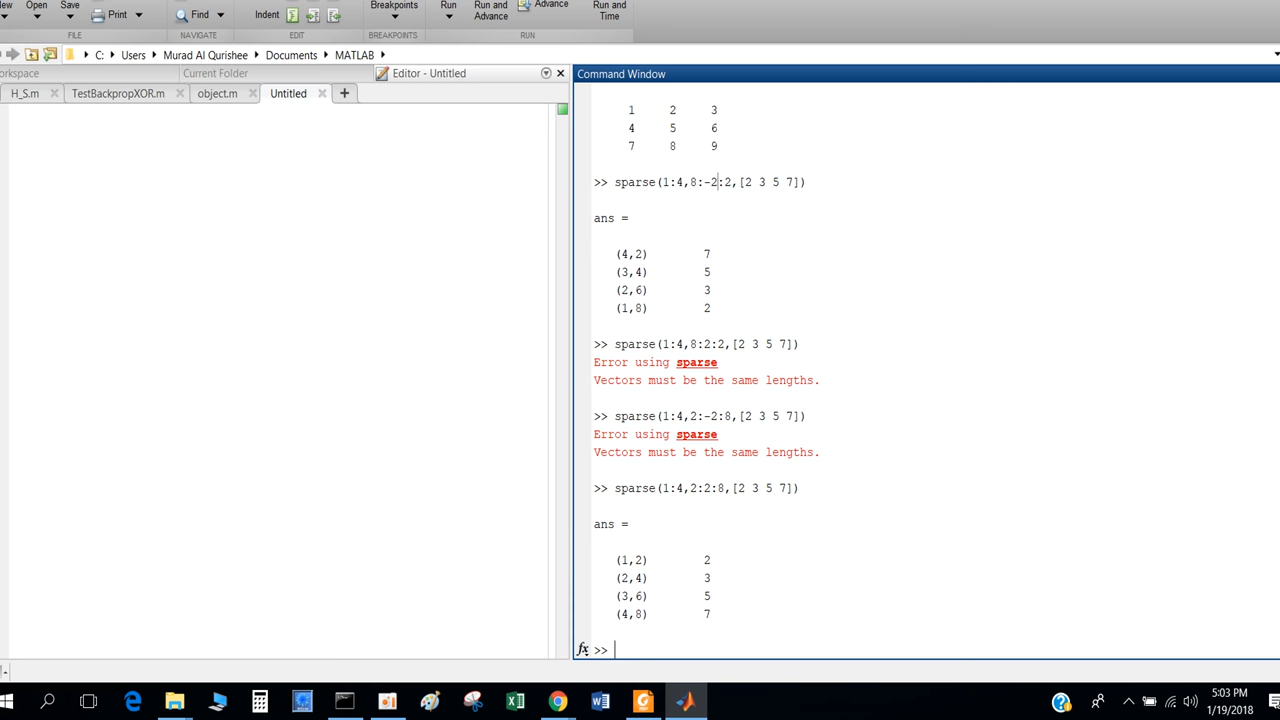 Open Save Print Find Indent Breakpoints Run Run and Advance Advance Run and Time
FILE NAVIGATE EDIT BREAKPOINTS RUN
C: Users Murad Al Qurishee Documents MATLAB
Current Folder Editor - Untitled Command Window
H_S.m TestBackpropXOR.m object.m Untitled
1 2 3
4 5 6
7 8 9
>> sparse(1:4,8:-2:2,[2 3 5 7])
ans =
(4,2) 7
(3,4) 5
(2,6) 3
(1,8) 2
>> sparse(1:4,8:2:2,[2 3 5 7])
Error using sparse
Vectors must be the same lengths.
>> sparse(1:4,2:-2:8,[2 3 5 7])
Error using sparse
Vectors must be the same lengths.
>> sparse(1:4,2:2:8,[2 3 5 7])
ans =
(1,2) 2
(2,4) 3
(3,6) 5
(4,8) 7
fx >>
5:03 PM
1/19/2018